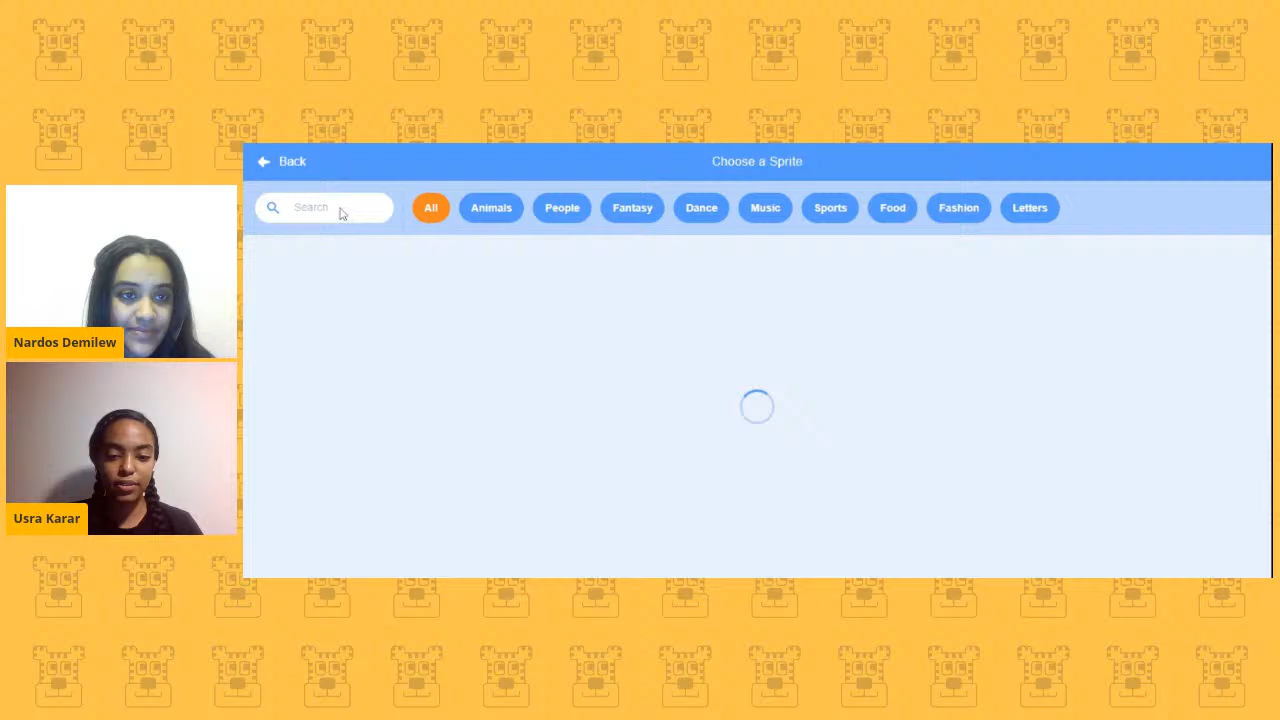 Back
Choose a Sprite
Search
All
Animals
People
Fantasy
Dance
Music
Sports
Food
Fashion
Letters
Nardos Demilew
Usra Karar